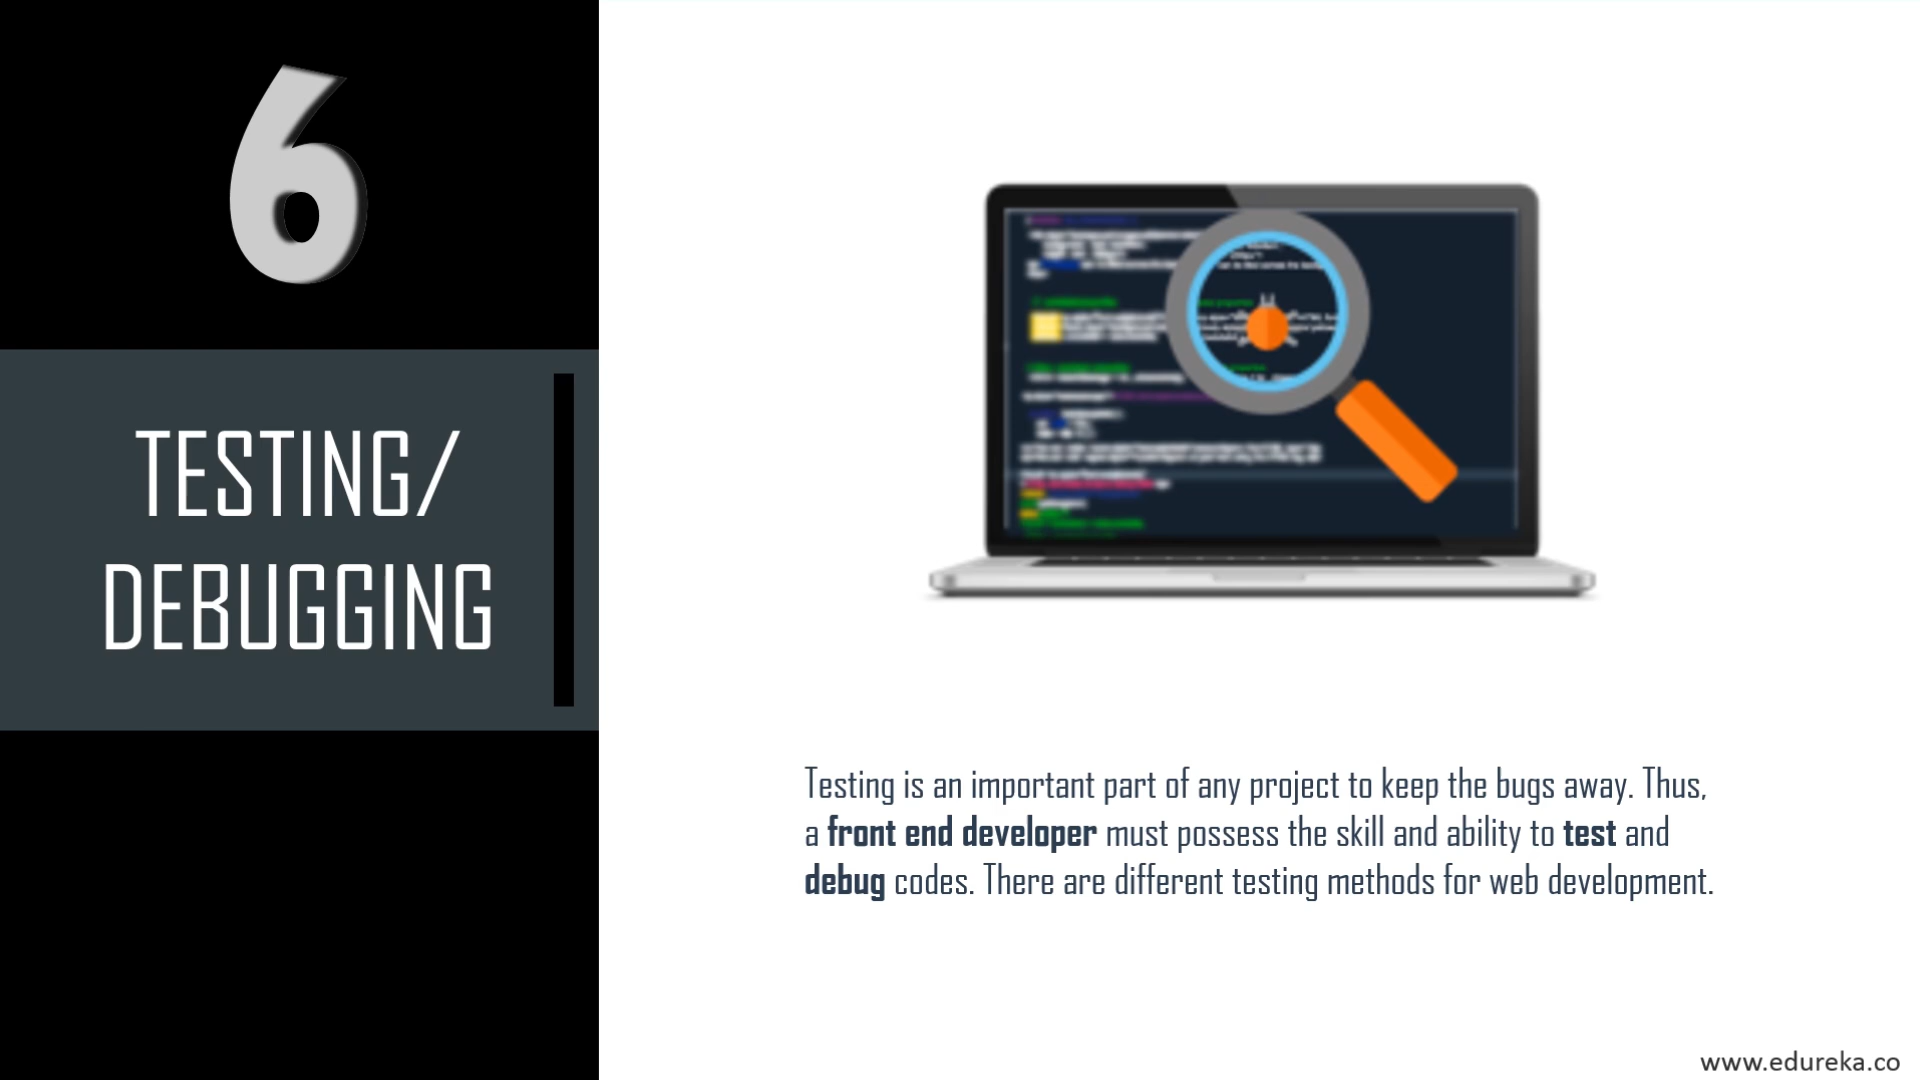 6
TESTING/
DEBUGGING
Testing is an important part of any project to keep the bugs away. Thus,
a front end developer must possess the skill and ability to test and
debug codes. There are different testing methods for web development.
www.edureka.co